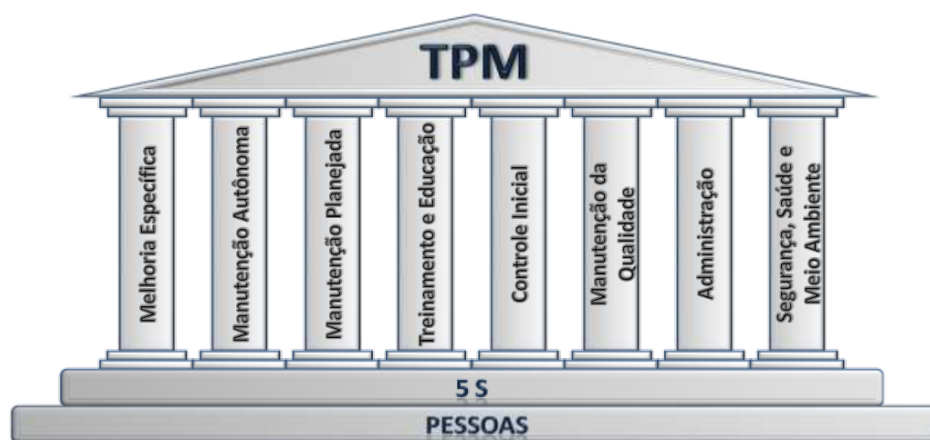 TPM
Melhoria Específica
Manutenção Autônoma
Manutenção Planejada
Treinamento e Educação
Controle Inicial
Manutenção da
Qualidade
Administração
Segurança, Saúde e
Meio Ambiente
5 S
PESSOAS